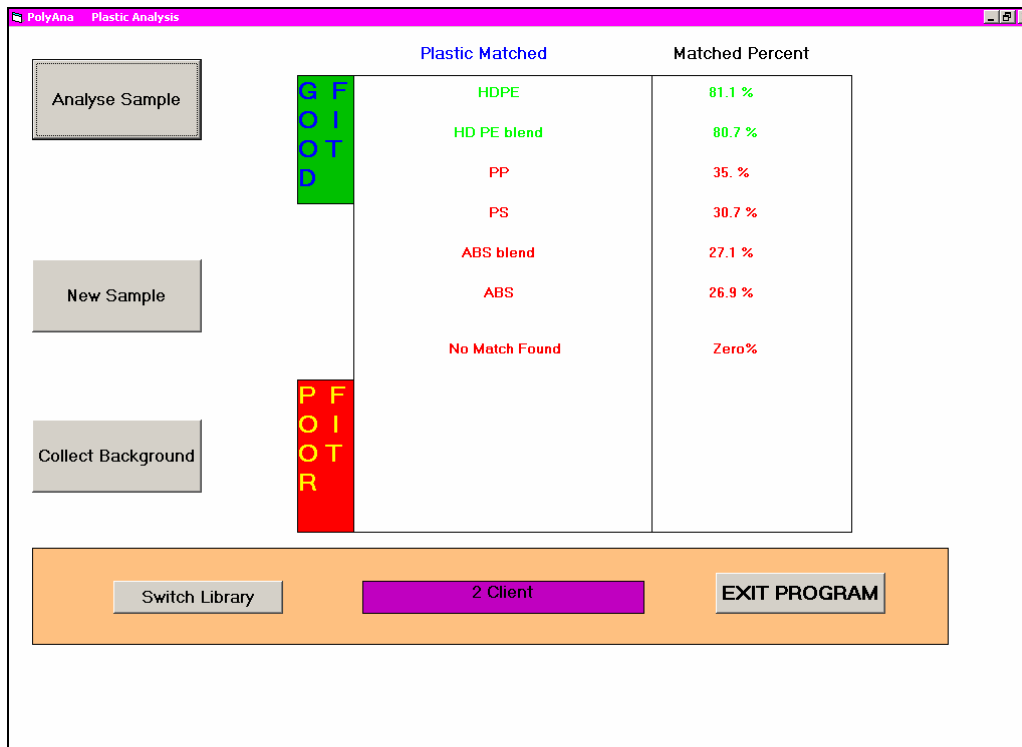 PolyAna Plastic Analysis
Plastic Matched Matched Percent
Analyse Sample
New Sample
Collect Background
G F
O I
O T
D
HDPE 81.1 %
HD PE blend 80.7 %
PP 35. %
PS 30.7 %
ABS blend 27.1 %
ABS 26.9 %
No Match Found Zero%
P F
O I
O T
R
Switch Library 2 Client EXIT PROGRAM